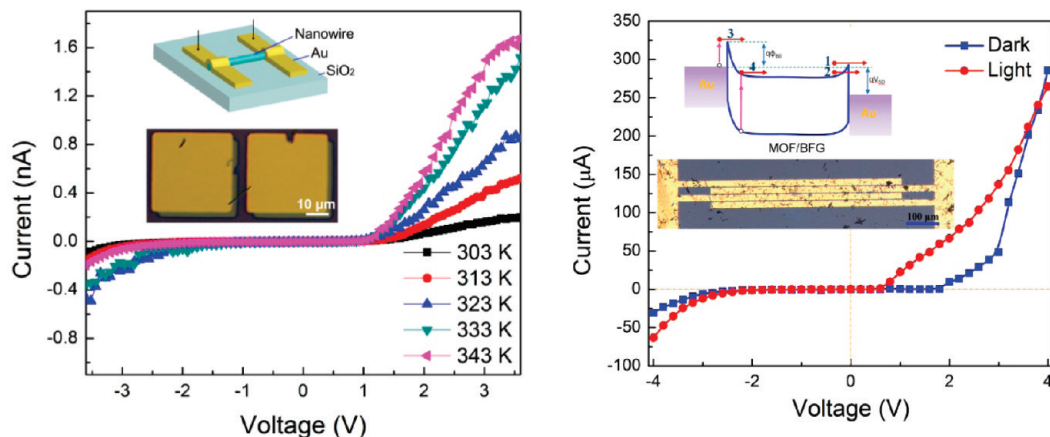 Current (nA)
1.6
1.2
0.8
0.4
0.0
-0.4
-0.8
Nanowire
Au
SiO₂
10 μm
303 K
313 K
323 K
333 K
343 K
-3 -2 -1 0 1 2 3
Voltage (V)
Current (μA)
350
300
250
200
150
100
50
0
-50
-100
Dark
Light
3
qΦB0
1
4
2
qVSD
Au
Au
MOF/BFG
100 μm
-4 -2 0 2 4
Voltage (V)